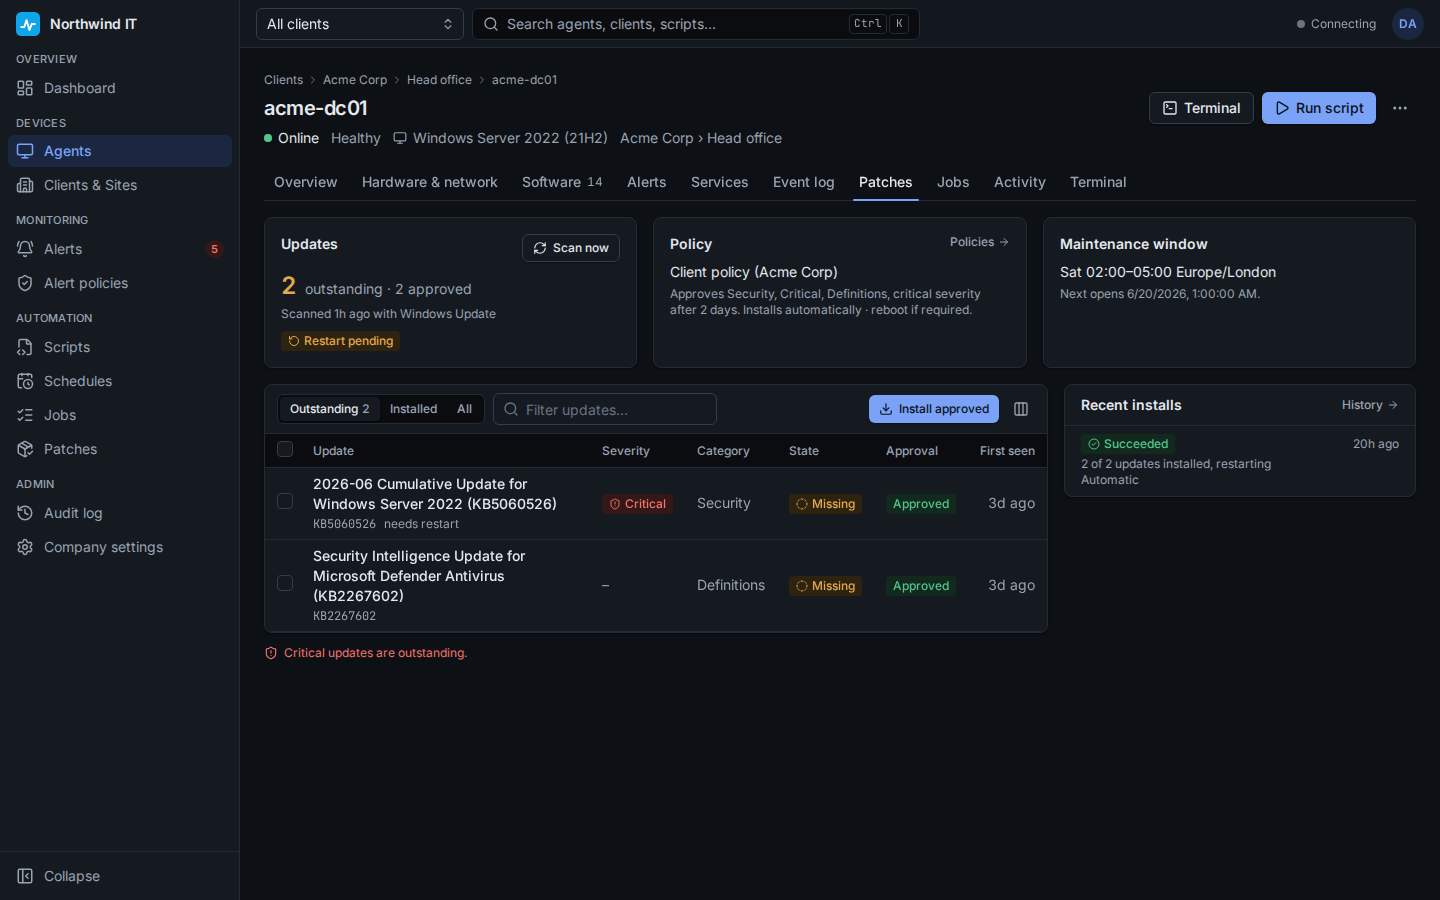 Northwind IT
All clients
Search agents, clients, scripts...
Ctrl K
Connecting
DA
OVERVIEW
Dashboard
DEVICES
Agents
Clients & Sites
MONITORING
Alerts
5
Alert policies
AUTOMATION
Scripts
Schedules
Jobs
Patches
ADMIN
Audit log
Company settings
Collapse
Clients > Acme Corp > Head office > acme-dc01
acme-dc01
Terminal
Run script
Online Healthy Windows Server 2022 (21H2) Acme Corp › Head office
Overview Hardware & network Software 14 Alerts Services Event log Patches Jobs Activity Terminal
Updates
Scan now
2 outstanding · 2 approved
Scanned 1h ago with Windows Update
Restart pending
Policy
Policies →
Client policy (Acme Corp)
Approves Security, Critical, Definitions, critical severity
after 2 days. Installs automatically · reboot if required.
Maintenance window
Sat 02:00–05:00 Europe/London
Next opens 6/20/2026, 1:00:00 AM.
Outstanding 2 Installed All
Filter updates...
Install approved
Update Severity Category State Approval First seen
2026-06 Cumulative Update for
Windows Server 2022 (KB5060526)
KB5060526 needs restart
Critical
Security
Missing
Approved
3d ago
Security Intelligence Update for
Microsoft Defender Antivirus
(KB2267602)
KB2267602
–
Definitions
Missing
Approved
3d ago
Critical updates are outstanding.
Recent installs
History →
Succeeded
20h ago
2 of 2 updates installed, restarting
Automatic